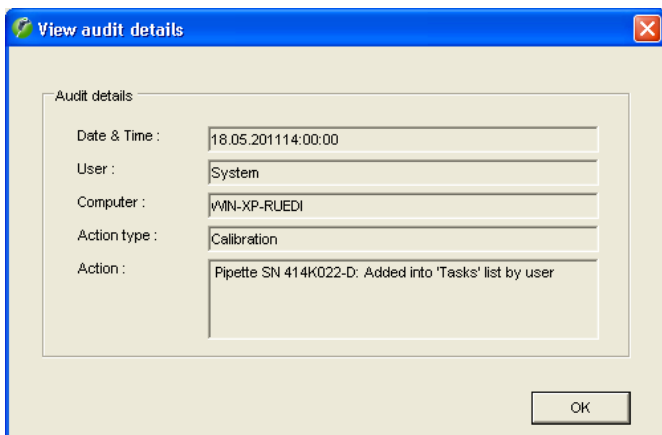 View audit details
Audit details
Date & Time : 18.05.201114:00:00
User : System
Computer : WIN-XP-RUEDI
Action type : Calibration
Action : Pipette SN 414K022-D: Added into 'Tasks' list by user
OK